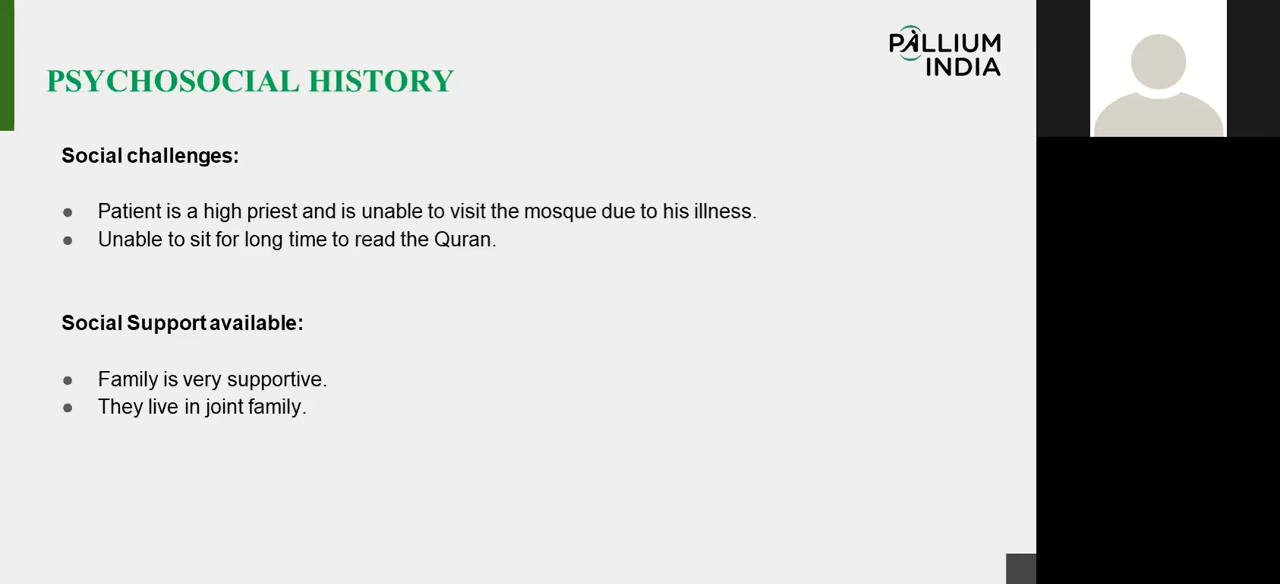 PALLIUM
INDIA
PSYCHOSOCIAL HISTORY
Social challenges:
● Patient is a high priest and is unable to visit the mosque due to his illness.
● Unable to sit for long time to read the Quran.
Social Support available:
● Family is very supportive.
● They live in joint family.